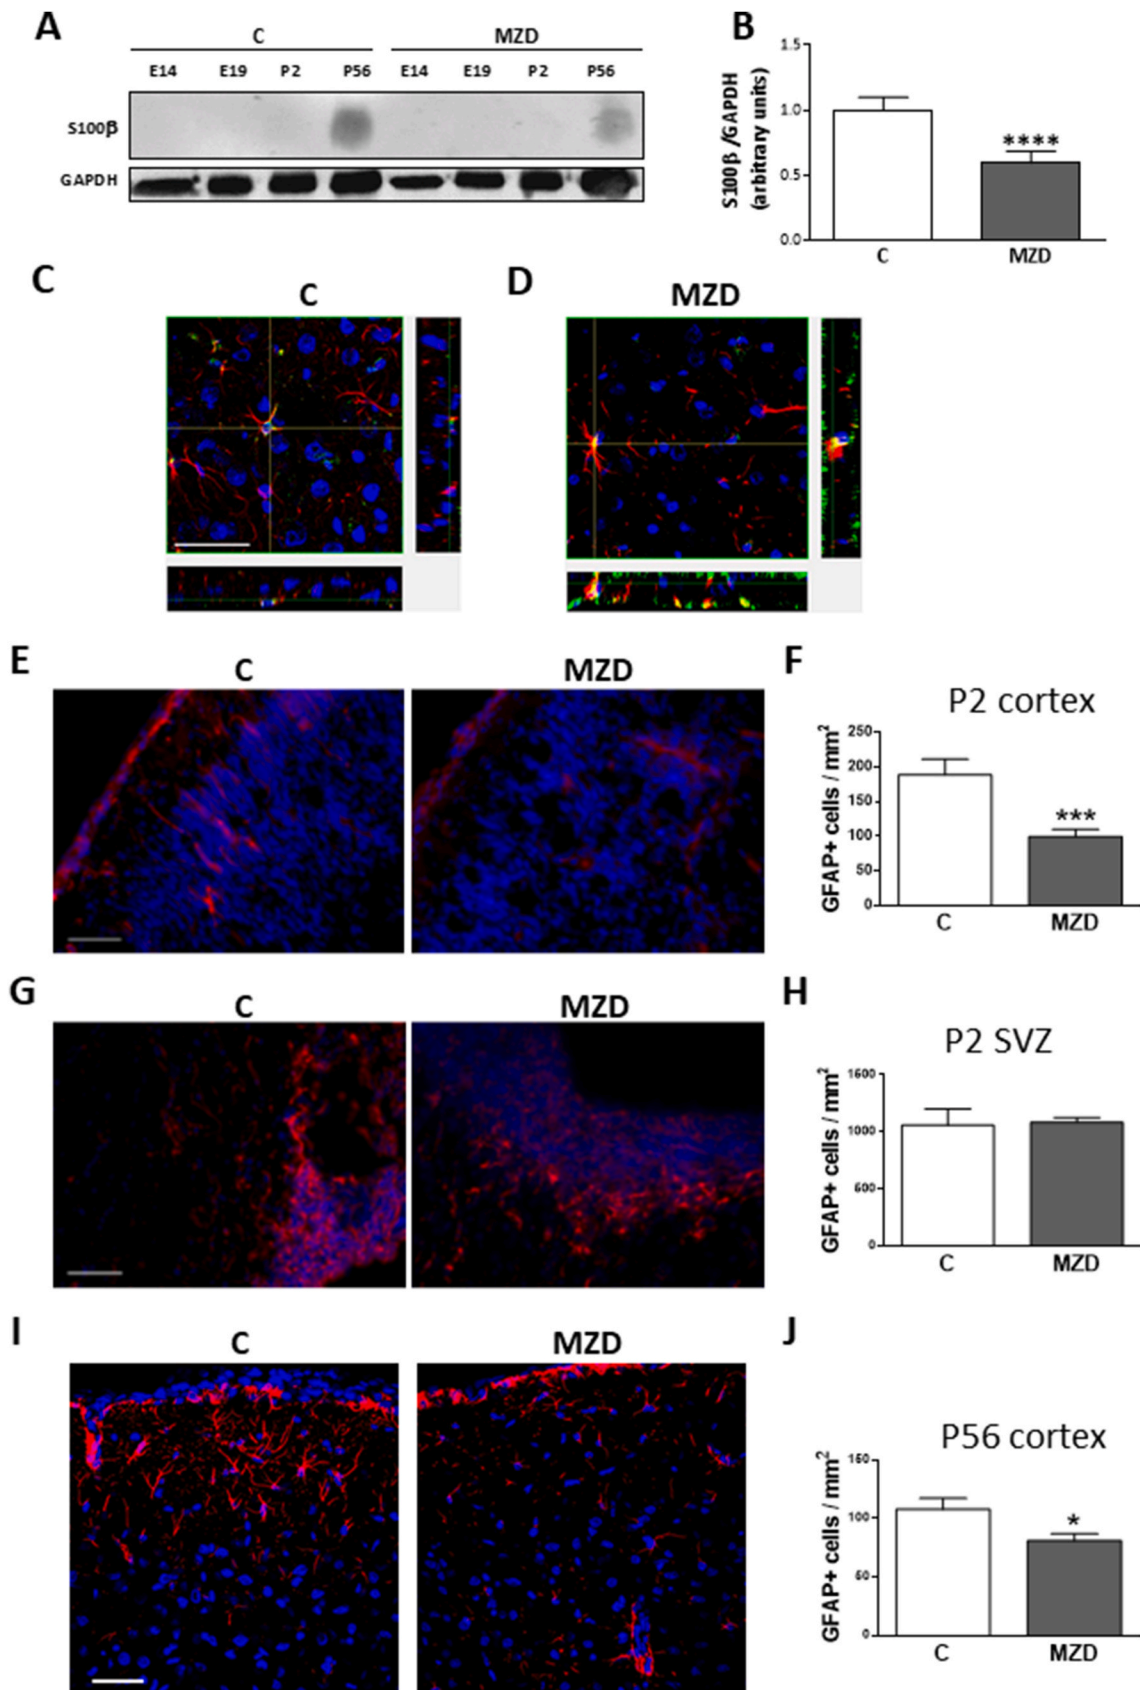 A
C MZD
E14 E19 P2 P56 E14 E19 P2 P56
S100β
GAPDH
B
S100β/GAPDH
(arbitrary units)
1.5
1.0
0.5
0.0
C MZD
C
C
D
MZD
E
C MZD
F
P2 cortex
GFAP+ cells / mm²
250
200
150
100
50
0
***
C MZD
G
C MZD
H
P2 SVZ
GFAP+ cells / mm²
1500
1000
500
0
C MZD
I
C MZD
J
P56 cortex
GFAP+ cells / mm²
150
100
50
0
*
C MZD
****